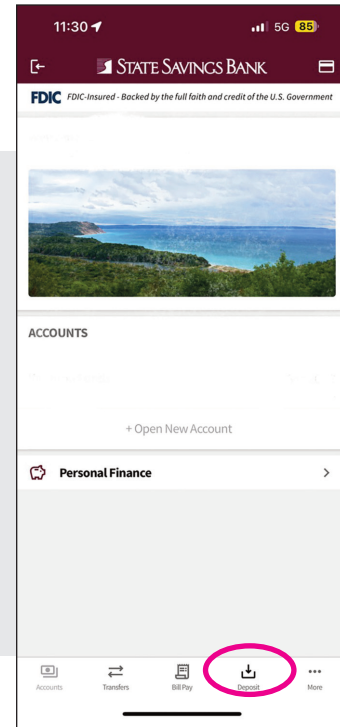 11:30 5G 85
STATE SAVINGS BANK
FDIC FDIC-Insured - Backed by the full faith and credit of the U.S. Government
ACCOUNTS
+ Open New Account
Personal Finance
Accounts Transfers Bill Pay Deposit More